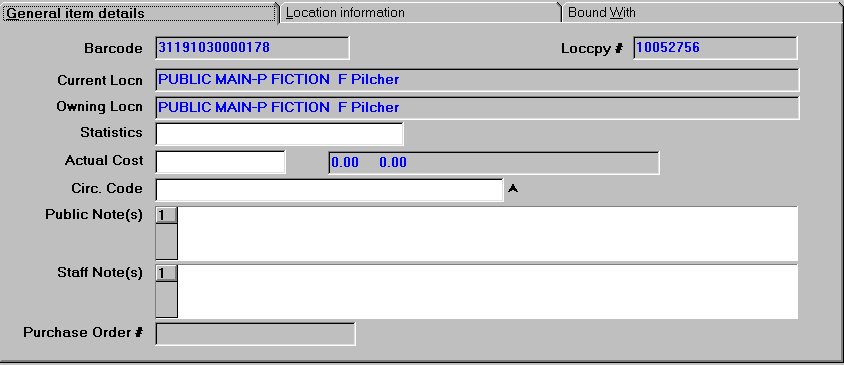 General item details Location information Bound With
Barcode 31191030000178 Loccpy # 10052756
Current Locn PUBLIC MAIN-P FICTION F Pilcher
Owning Locn PUBLIC MAIN-P FICTION F Pilcher
Statistics
Actual Cost 0.00 0.00
Circ. Code
Public Note(s) 1
Staff Note(s) 1
Purchase Order #